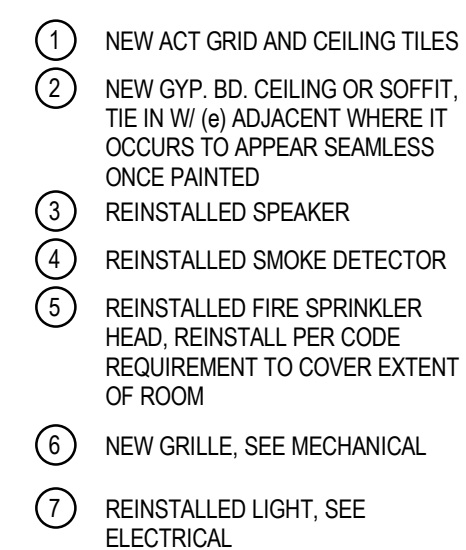 1 NEW ACT GRID AND CEILING TILES
2 NEW GYP. BD. CEILING OR SOFFIT,
TIE IN W/ (e) ADJACENT WHERE IT
OCCURS TO APPEAR SEAMLESS
ONCE PAINTED
3 REINSTALLED SPEAKER
4 REINSTALLED SMOKE DETECTOR
5 REINSTALLED FIRE SPRINKLER
HEAD, REINSTALL PER CODE
REQUIREMENT TO COVER EXTENT
OF ROOM
6 NEW GRILLE, SEE MECHANICAL
7 REINSTALLED LIGHT, SEE
ELECTRICAL